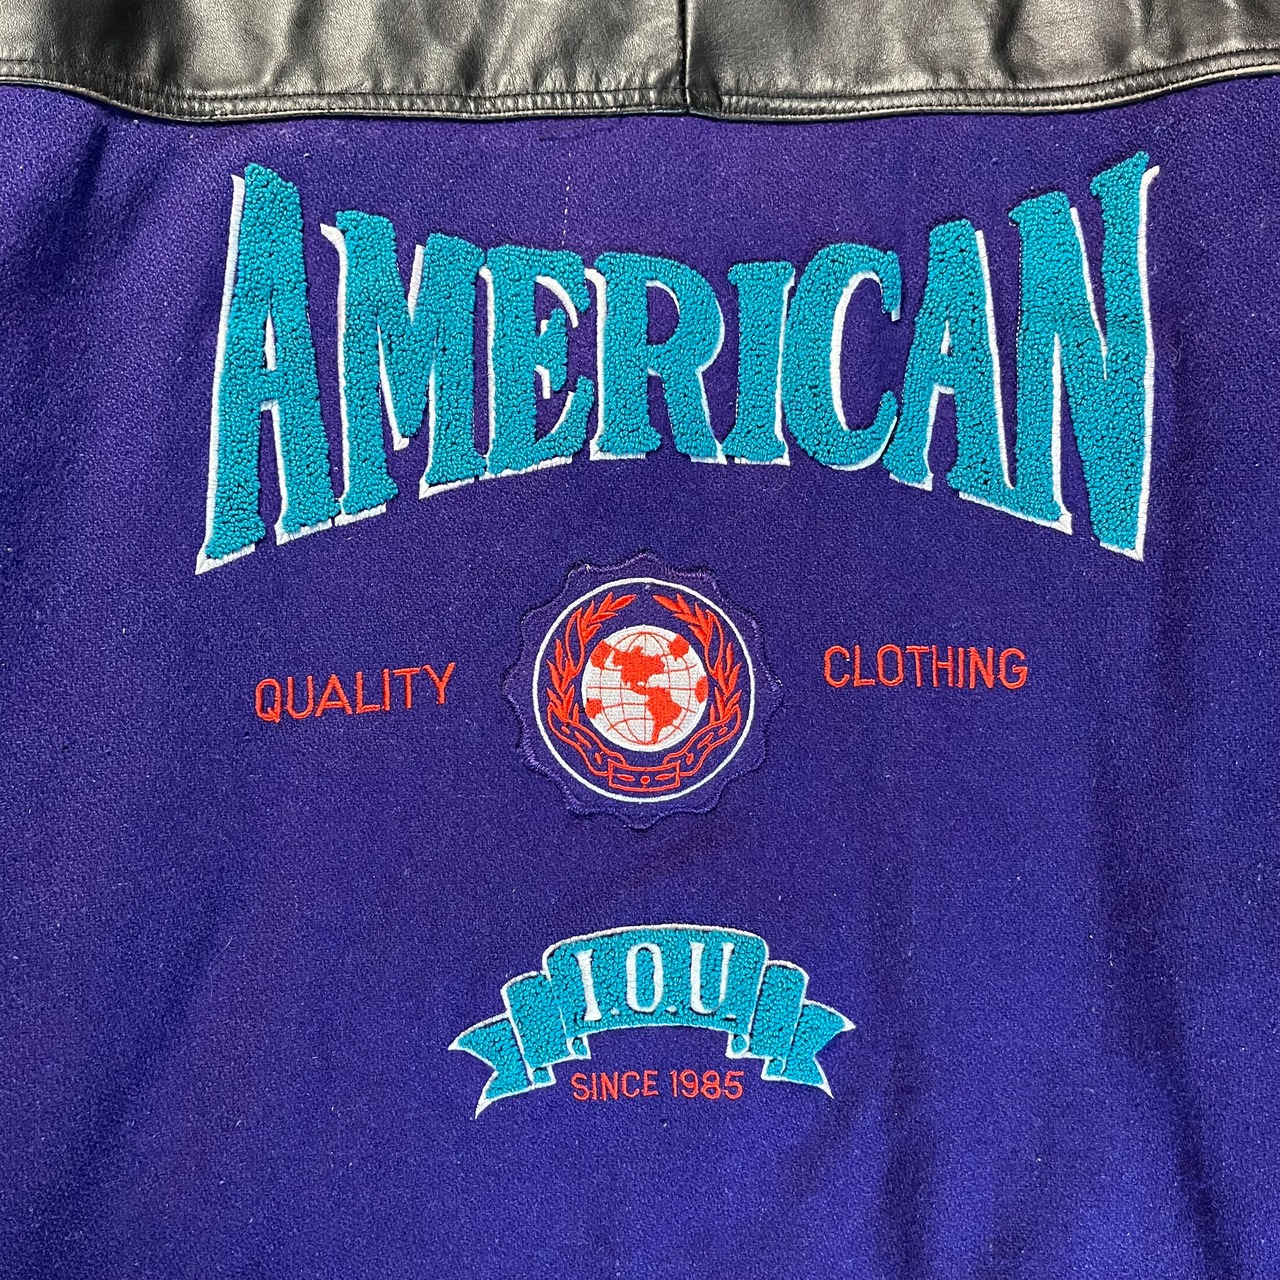 AMERICAN
QUALITY CLOTHING
I.O.U.
SINCE 1985